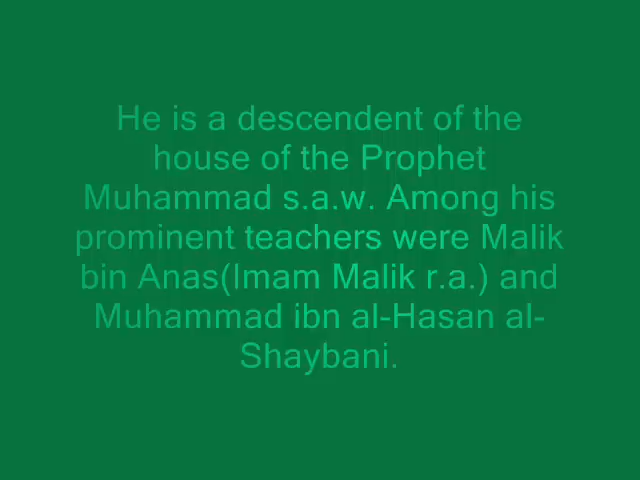 He is a descendent of the
house of the Prophet
Muhammad s.a.w. Among his
prominent teachers were Malik
bin Anas(Imam Malik r.a.) and
Muhammad ibn al-Hasan al-
Shaybani.